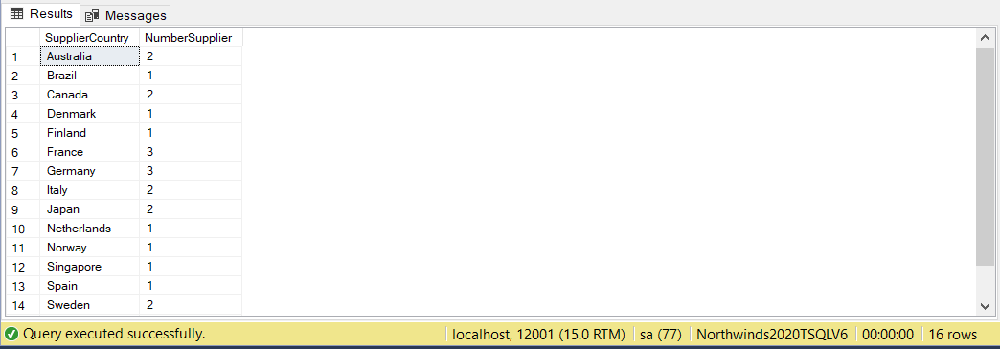 Results Messages
SupplierCountry NumberSupplier
1 Australia 2
2 Brazil 1
3 Canada 2
4 Denmark 1
5 Finland 1
6 France 3
7 Germany 3
8 Italy 2
9 Japan 2
10 Netherlands 1
11 Norway 1
12 Singapore 1
13 Spain 1
14 Sweden 2
Query executed successfully. localhost, 12001 (15.0 RTM) sa (77) Northwinds2020TSQLV6 00:00:00 16 rows